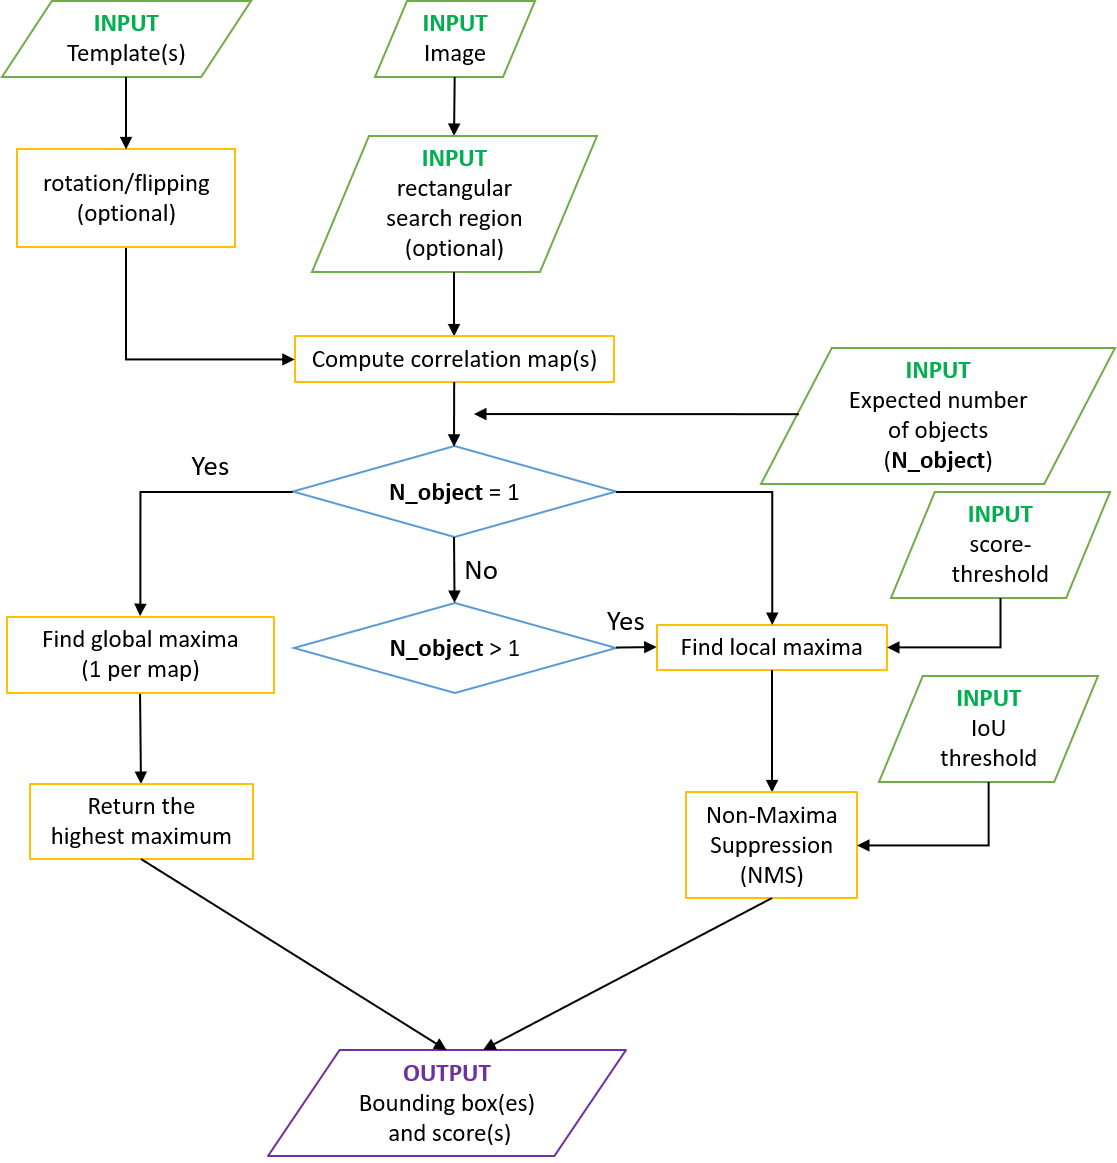 INPUT
Template(s)
INPUT
Image
rotation/flipping
(optional)
INPUT
rectangular
search region
(optional)
Compute correlation map(s)
INPUT
Expected number
of objects
(N_object)
Yes
N_object = 1
No
INPUT
score-
threshold
Find global maxima
(1 per map)
N_object > 1
Yes
Find local maxima
INPUT
IoU
threshold
Return the
highest maximum
Non-Maxima
Suppression
(NMS)
OUTPUT
Bounding box(es)
and score(s)